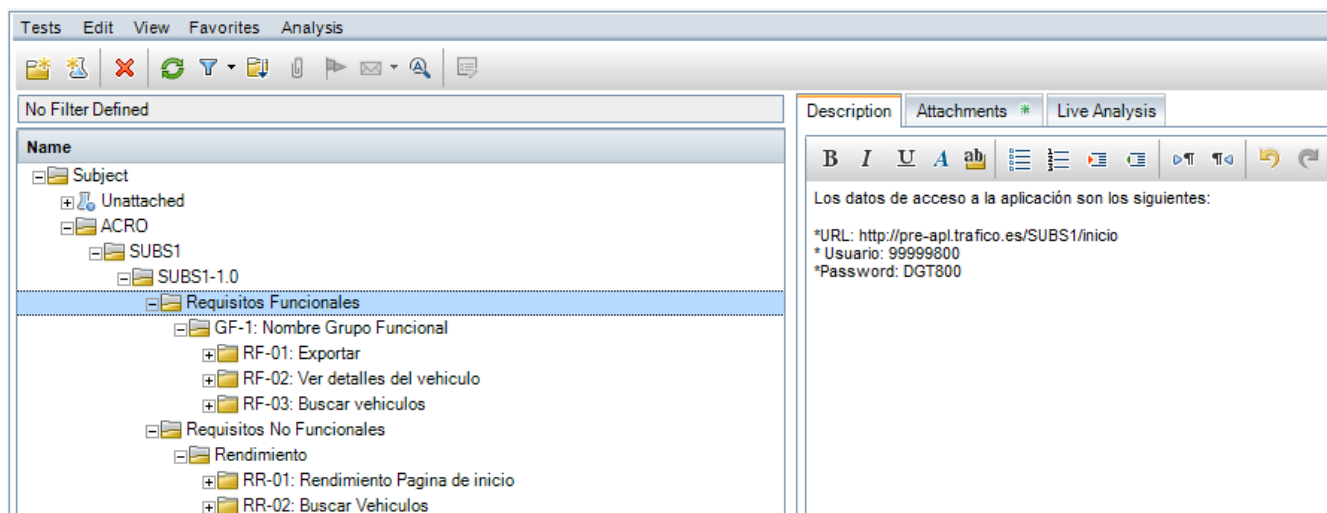 Tests Edit View Favorites Analysis
No Filter Defined
Name
Subject
Unattached
ACRO
SUBS1
SUBS1-1.0
Requisitos Funcionales
GF-1: Nombre Grupo Funcional
RF-01: Exportar
RF-02: Ver detalles del vehiculo
RF-03: Buscar vehiculos
Requisitos No Funcionales
Rendimiento
RR-01: Rendimiento Pagina de inicio
RR-02: Buscar Vehiculos
Description Attachments * Live Analysis
B I U A ab
Los datos de acceso a la aplicación son los siguientes:
*URL: http://pre-apl.trafico.es/SUBS1/inicio
* Usuario: 99999800
*Password: DGT800